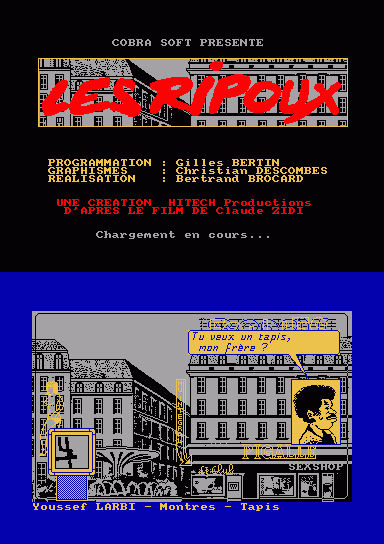 COBRA SOFT PRESENTE
LES RIPOUX
PROGRAMMATION : Gilles BERTIN
GRAPHISMES : Christian DESCOMBES
REALISATION : Bertrand BROCARD
UNE CREATION HITECH Productions
D'APRES LE FILM DE Claude ZIDI
Chargement en cours...
Tu veux un tapis,
mon frère ?
4
PIGALLE
SEXSHOP
Club
Youssef LARBI - Montres - Tapis